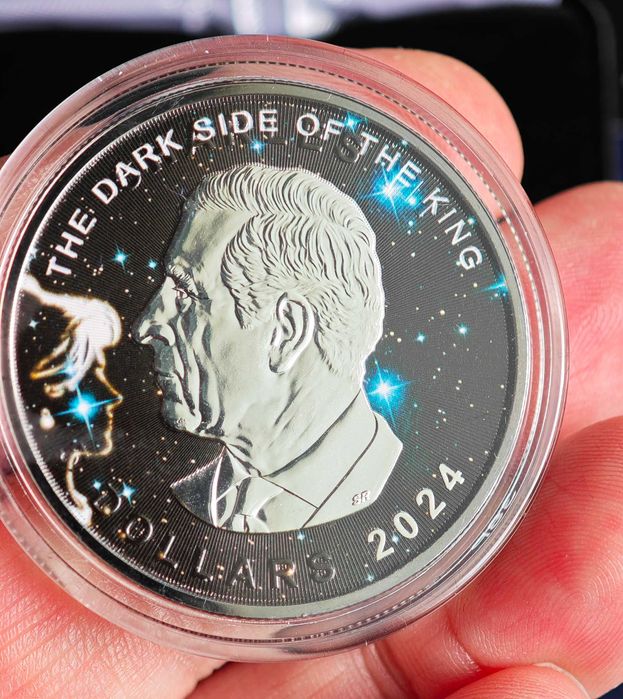 THE DARK SIDE OF THE KING
SR
DOLLARS
2024